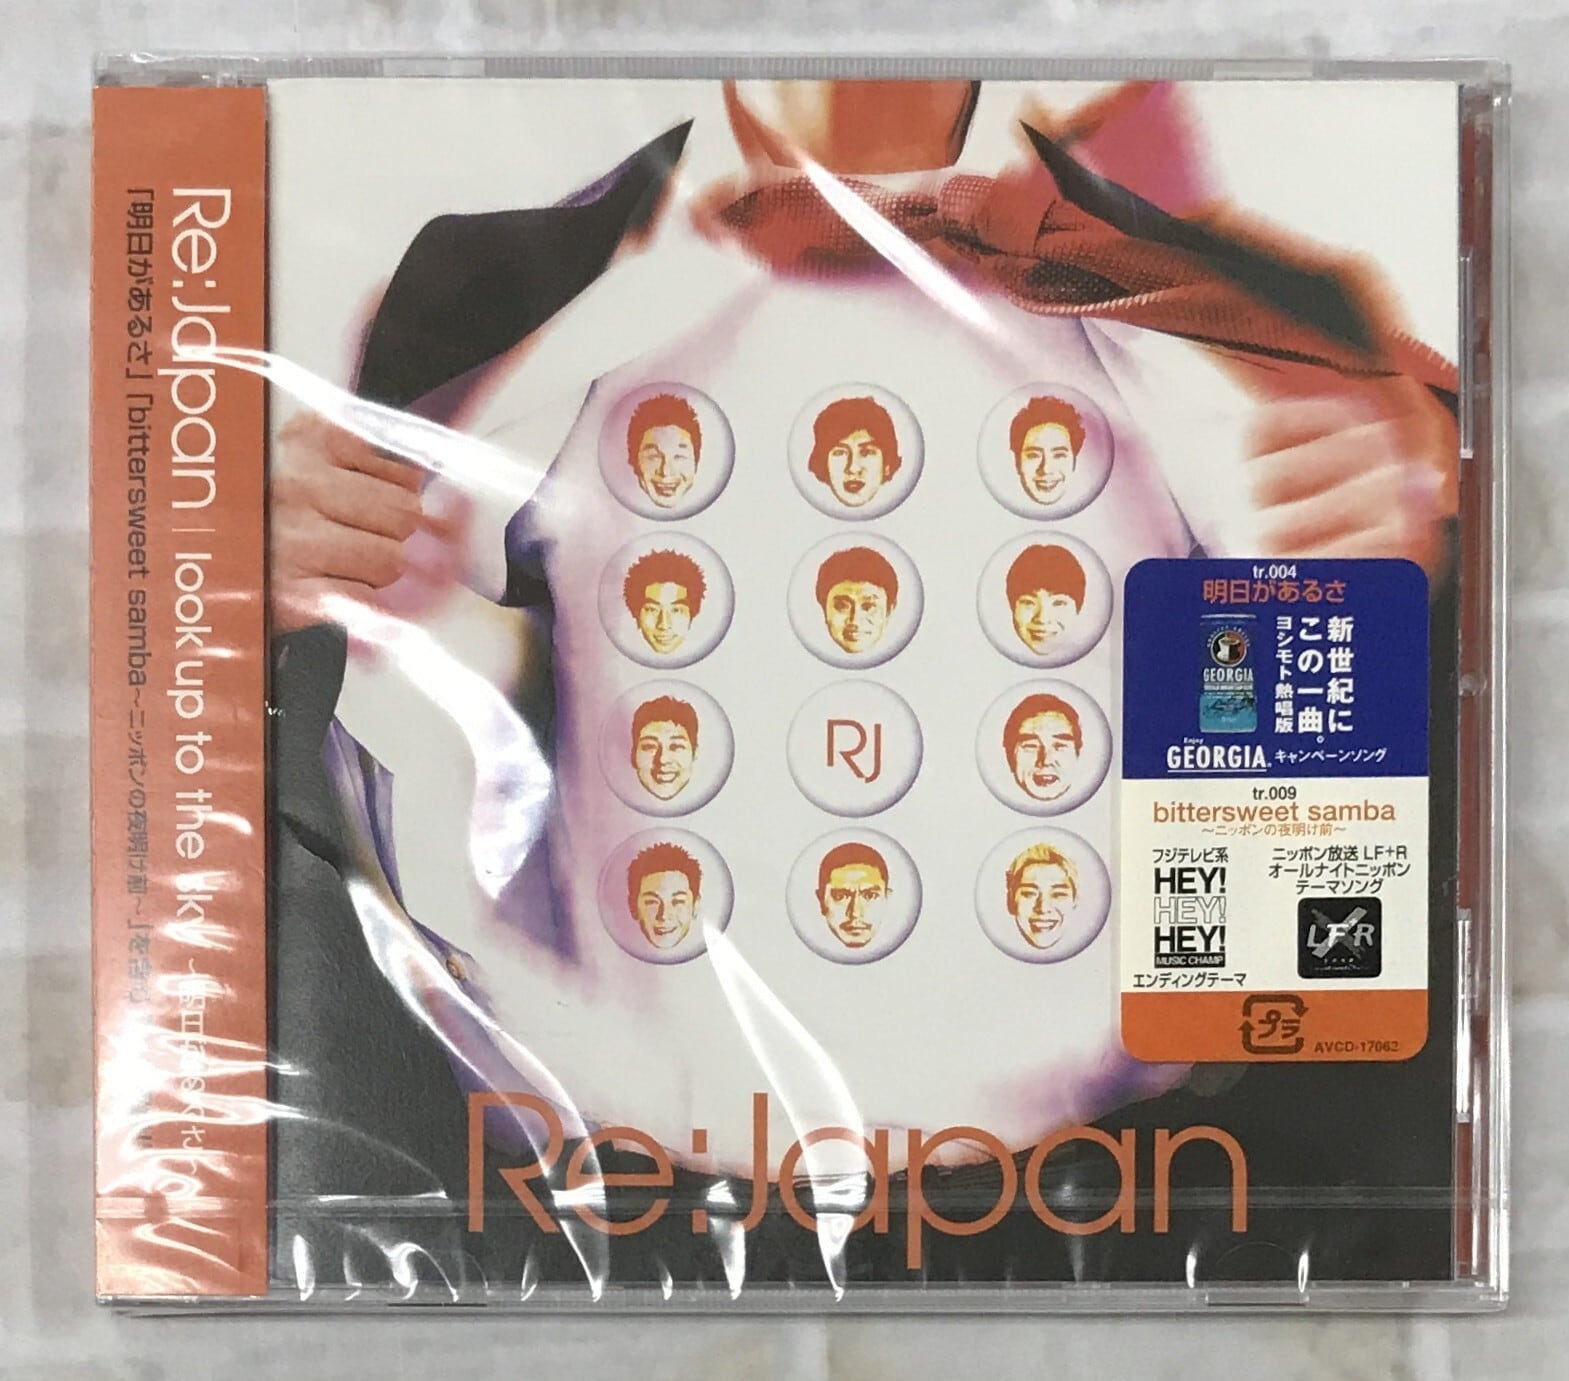 Re:Japan | look up to the sky
「明日があるさ」「bittersweet samba~ニッポンの夜明け前~」を含む
RJ
tr.004
明日があるさ
新世紀に
この一曲。
ヨシモト熱唱版
GEORGIA
Enjoy
GEORGIA. キャンペーンソング
tr.009
bittersweet samba
~ニッポンの夜明け前~
フジテレビ系
HEY!
HEY!
HEY!
MUSIC CHAMP
エンディングテーマ
ニッポン放送 LF+R
オールナイトニッポン
テーマソング
LFR
プラ
AVCD-17062
Re:Japan